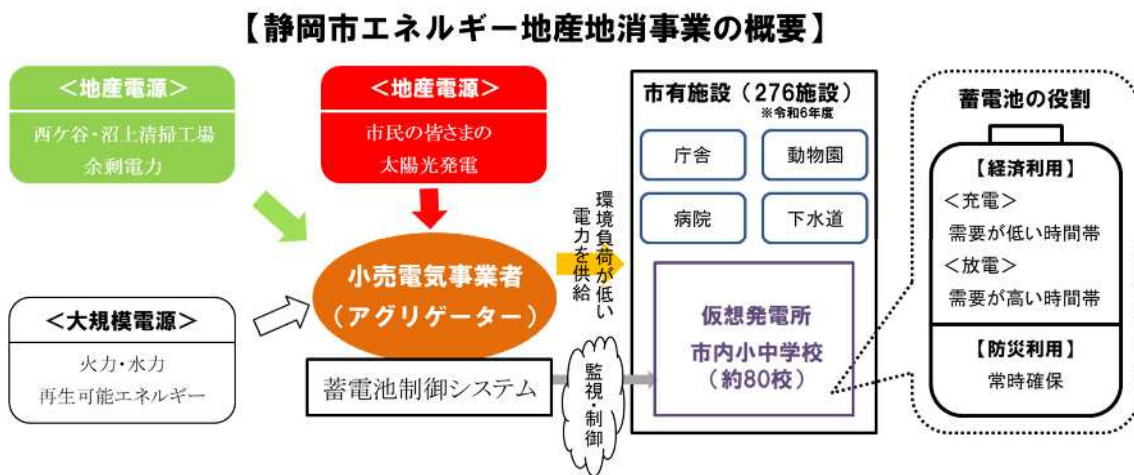 【静岡市エネルギー地産地消事業の概要】
＜地産電源＞
西ケ谷・沼上清掃工場
余剰電力
＜地産電源＞
市民の皆さまの
太陽光発電
＜大規模電源＞
火力・水力
再生可能エネルギー
小売電気事業者
（アグリゲーター）
蓄電池制御システム
環境負荷が低い
電力を供給
監視・制御
市有施設（276施設）
※令和6年度
庁舎
動物園
病院
下水道
仮想発電所
市内小中学校
（約80校）
蓄電池の役割
【経済利用】
＜充電＞
需要が低い時間帯
＜放電＞
需要が高い時間帯
【防災利用】
常時確保